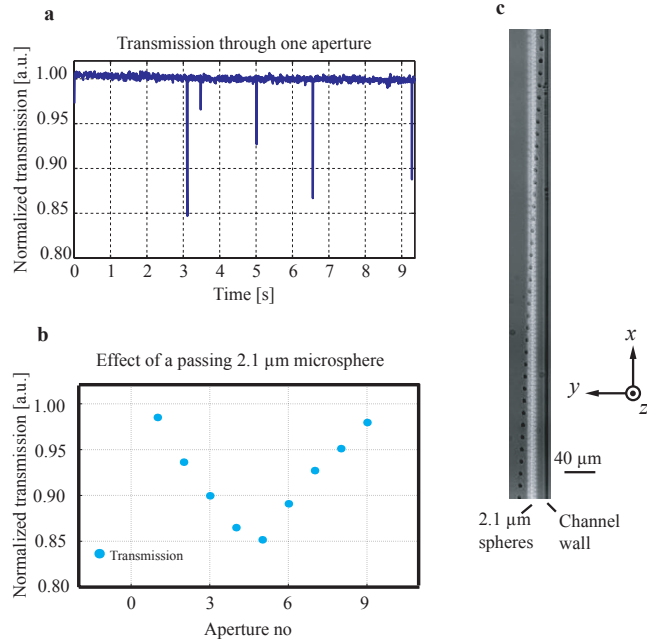 a
Transmission through one aperture
Normalized transmission [a.u.]
1.00
0.95
0.90
0.85
0.80
0 1 2 3 4 5 6 7 8 9
Time [s]
b
Effect of a passing 2.1 µm microsphere
Normalized transmission [a.u.]
1.00
0.95
0.90
0.85
0.80
Transmission
0 3 6 9
Aperture no
c
x
y
z
40 µm
2.1 µm
spheres
Channel
wall